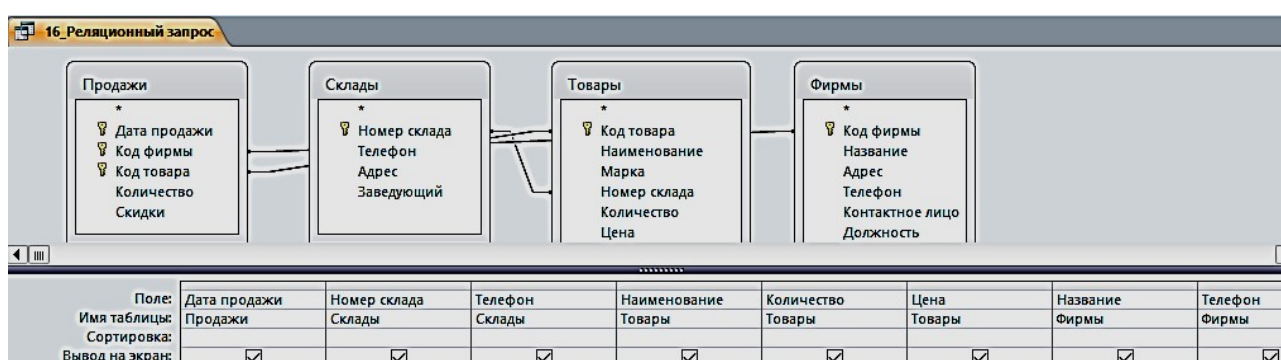 16_Реляционный запрос
Продажи
*
Дата продажи
Код фирмы
Код товара
Количество
Скидки
Склады
*
Номер склада
Телефон
Адрес
Заведующий
Товары
*
Код товара
Наименование
Марка
Номер склада
Количество
Цена
Фирмы
*
Код фирмы
Название
Адрес
Телефон
Контактное лицо
Должность
Поле: Дата продажи Номер склада Телефон Наименование Количество Цена Название Телефон
Имя таблицы: Продажи Склады Склады Товары Товары Товары Фирмы Фирмы
Сортировка:
Вывод на экран: